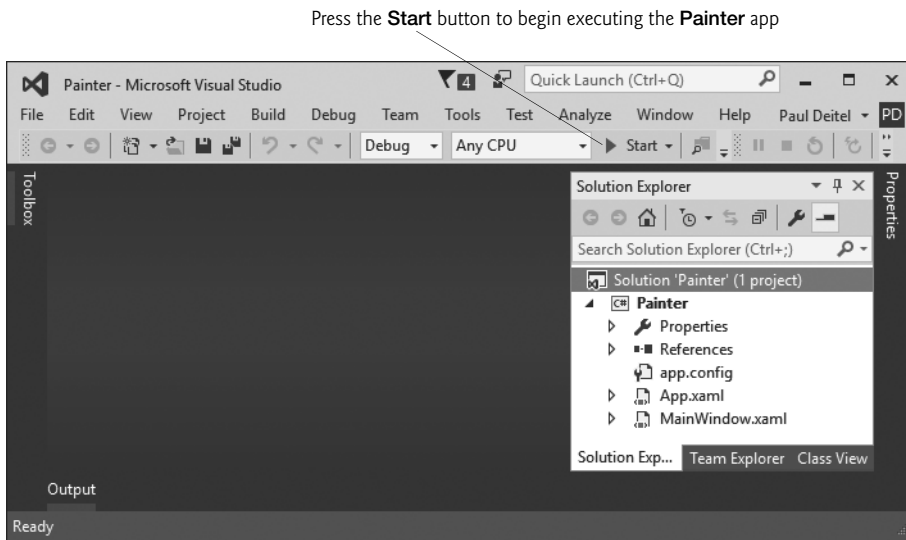 Press the Start button to begin executing the Painter app
Painter - Microsoft Visual Studio
4
Quick Launch (Ctrl+Q)
File Edit View Project Build Debug Team Tools Test Analyze Window Help Paul Deitel PD
Debug Any CPU Start
Toolbox
Solution Explorer
Properties
Search Solution Explorer (Ctrl+;)
Solution 'Painter' (1 project)
C# Painter
Properties
References
app.config
App.xaml
MainWindow.xaml
Solution Exp... Team Explorer Class View
Output
Ready